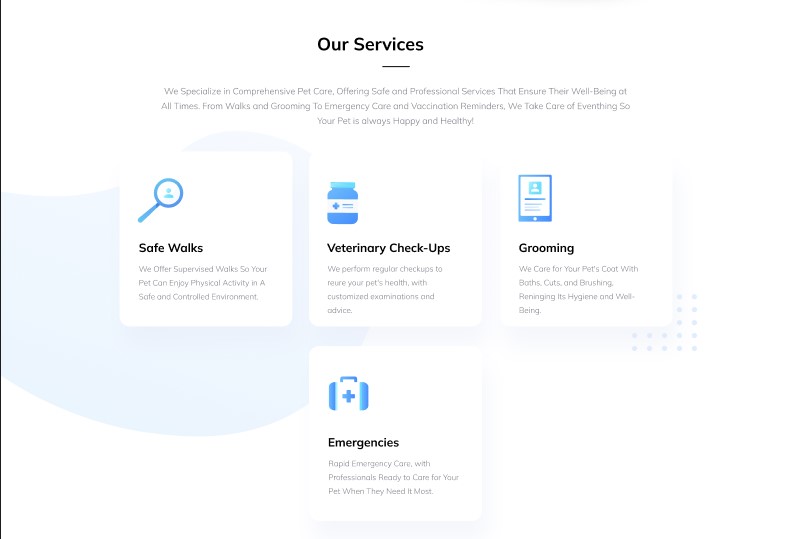 Our Services
We Specialize in Comprehensive Pet Care, Offering Safe and Professional Services That Ensure Their Well-Being at
All Times. From Walks and Grooming To Emergency Care and Vaccination Reminders, We Take Care of Eventhing So
Your Pet is always Happy and Healthy!
Safe Walks
We Offer Supervised Walks So Your
Pet Can Enjoy Physical Activity in A
Safe and Controlled Environment.
Veterinary Check-Ups
We perform regular checkups to
reure your pet's health, with
customized examinations and
advice.
Grooming
We Care for Your Pet's Coat With
Baths, Cuts, and Brushing,
Reninging Its Hygiene and Well-
Being.
Emergencies
Rapid Emergency Care, with
Professionals Ready to Care for Your
Pet When They Need It Most.